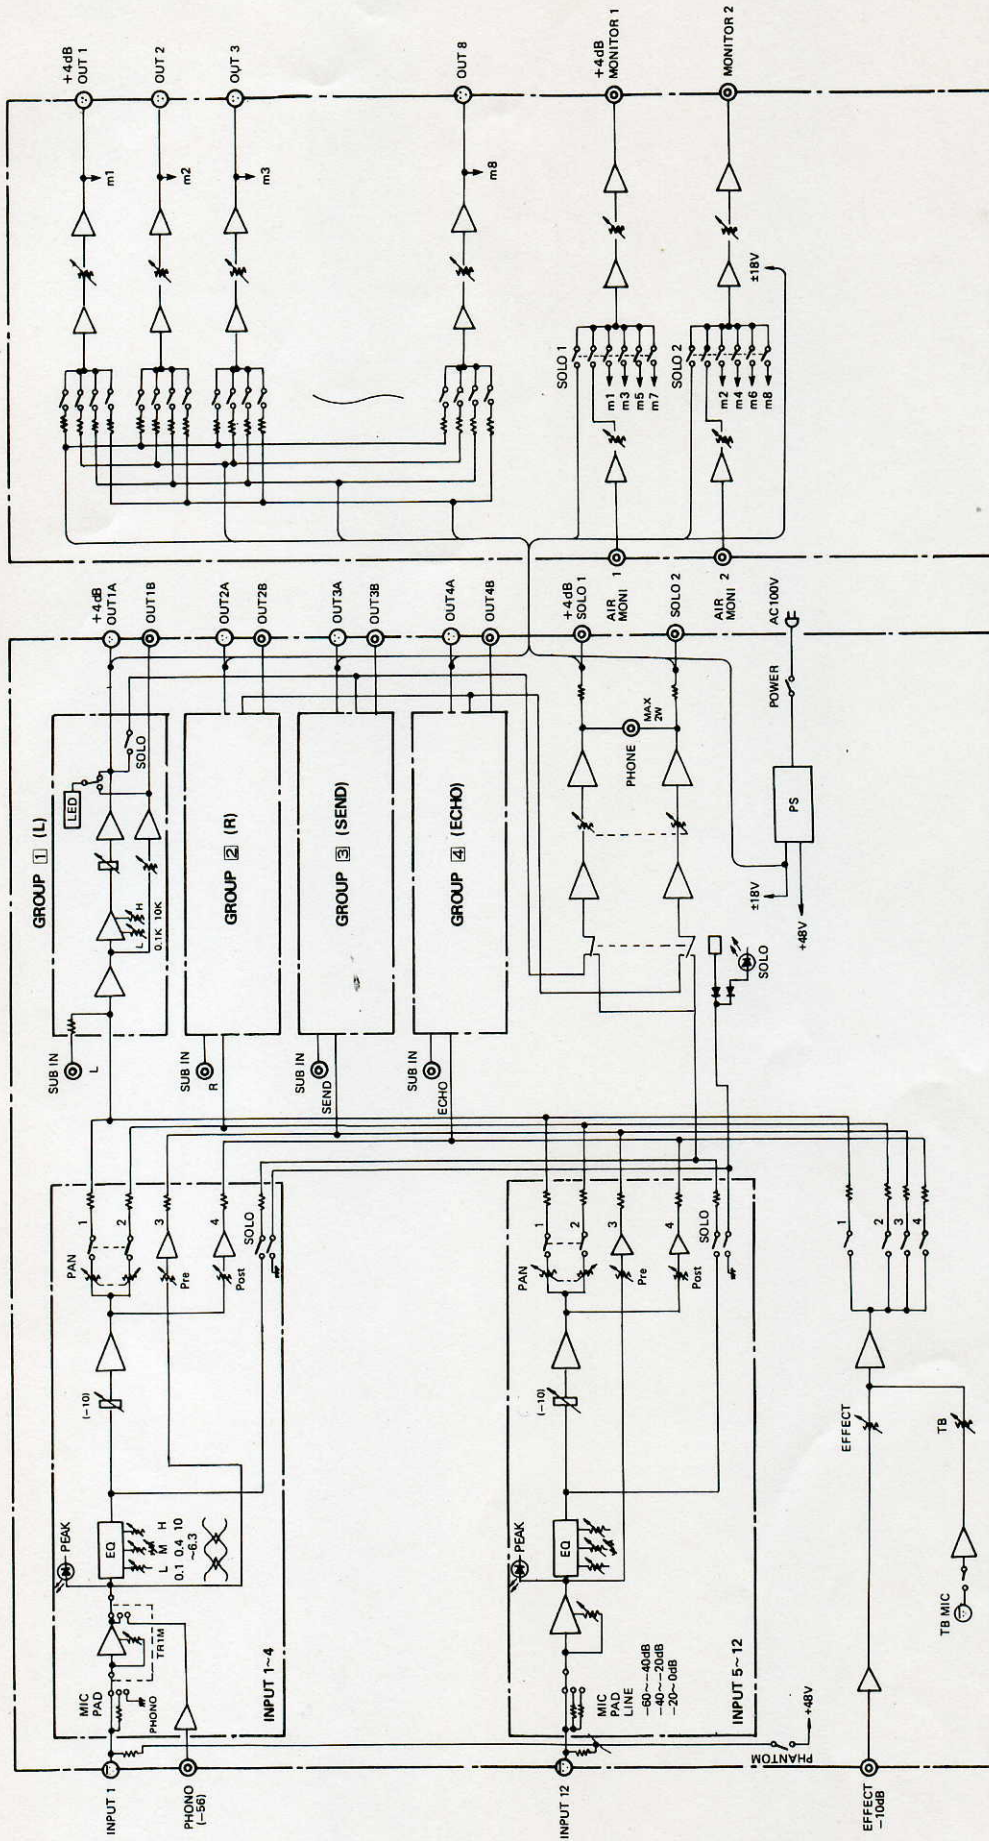 INPUT 1
PHONO
(−56)
MIC
PAD
PHONO
TR1M
PEAK
EQ
L M H
0.1 0.4 10
~6.3
INPUT 1~4
(−10)
PAN
1
2
3
4
Pre
Post
SOLO
INPUT 12
MIC
PAD
LINE
−60~−40dB
−40~−20dB
−20~0dB
PEAK
EQ
INPUT 5~12
(−10)
PAN
1
2
3
4
Pre
Post
SOLO
PHANTOM
+48V
EFFECT
−10dB
TB MIC
EFFECT
TB
1
2
3
4
SUB IN
L
GROUP 1 (L)
L H
0.1K 10K
LED
SOLO
+4dB
OUT1A
OUT1B
SUB IN
R
GROUP 2 (R)
OUT2A
OUT2B
SUB IN
SEND
GROUP 3 (SEND)
OUT3A
OUT3B
SUB IN
ECHO
GROUP 4 (ECHO)
OUT4A
OUT4B
SOLO
PHONE
MAX
2W
+4dB
SOLO 1
SOLO 2
±18V
+48V
PS
POWER
AC100V
AIR
MONI 1
AIR
MONI 2
m1
+4dB
OUT 1
m2
OUT 2
m3
OUT 3
m8
OUT 8
SOLO 1
m1
m3
m5
m7
+4dB
MONITOR 1
SOLO 2
m2
m4
m6
m8
±18V
MONITOR 2